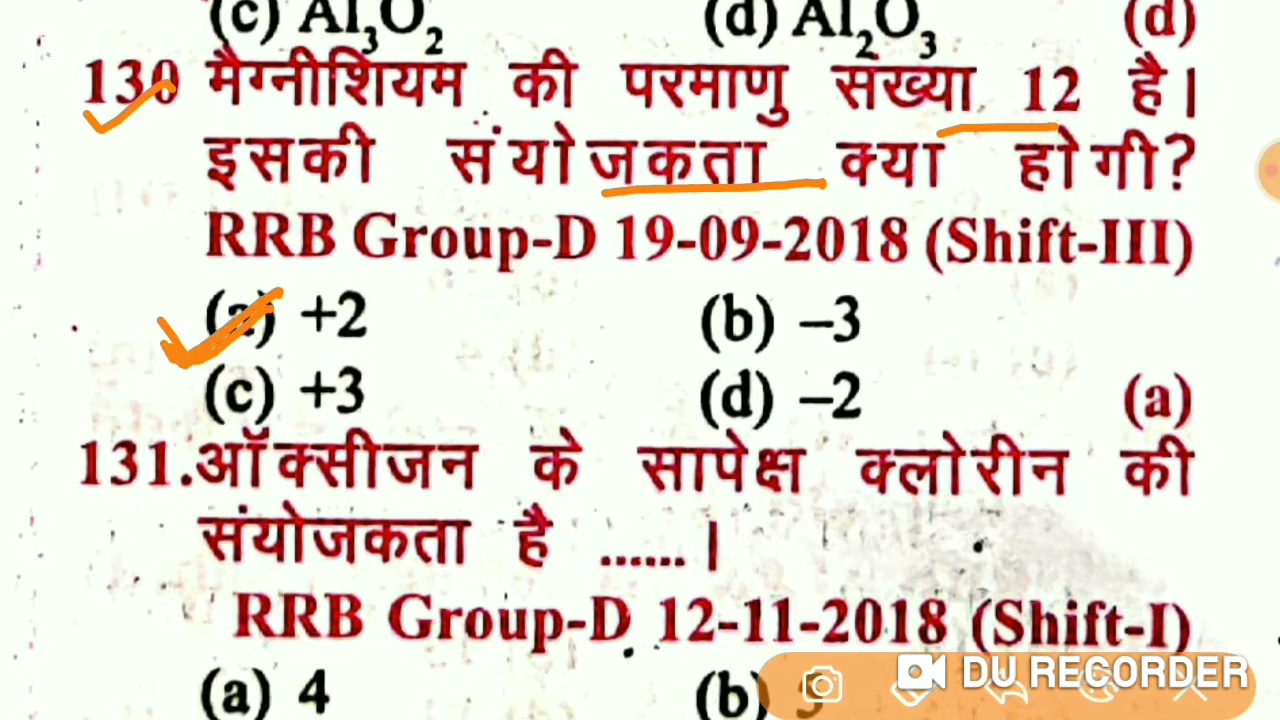 (c) Al₃O₂ (d) Al₂O₃ (d)
130 मैग्नीशियम की परमाणु संख्या 12 है।
इसकी संयोजकता क्या होगी?
RRB Group-D 19-09-2018 (Shift-III)
(a) +2 (b) –3
(c) +3 (d) –2 (a)
131. ऑक्सीजन के सापेक्ष क्लोरीन की
संयोजकता है ...... ।
RRB Group-D 12-11-2018 (Shift-I)
(a) 4 (b)
DU RECORDER